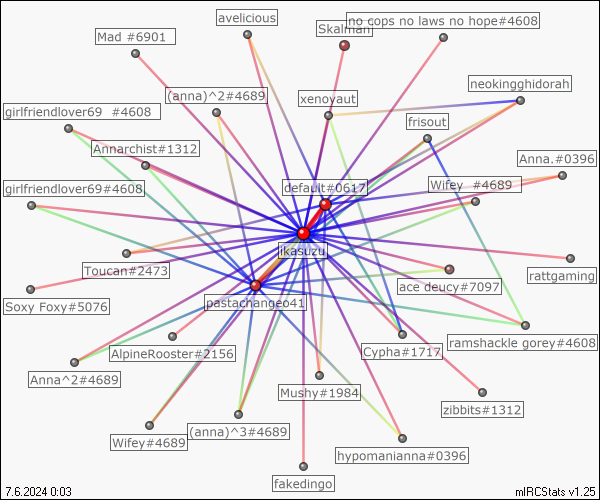 avelicious
no cops no laws no hope#4608
Mad #6901
Skalman
neokingghidorah
(anna)^2#4689
xenoyaut
girlfriendlover69 #4608
frisout
Annarchist#1312
Anna.#0396
default#0617
Wifey #4689
girlfriendlover69#4608
ikasuzu
Toucan#2473
rattgaming
ace deucy#7097
Soxy Foxy#5076
pastachangeo41
ramshackle gorey#4608
AlpineRooster#2156
Cypha#1717
Anna^2#4689
Mushy#1984
zibbits#1312
(anna)^3#4689
Wifey#4689
hypomanianna#0396
fakedingo
7.6.2024 0:03
mIRCStats v1.25